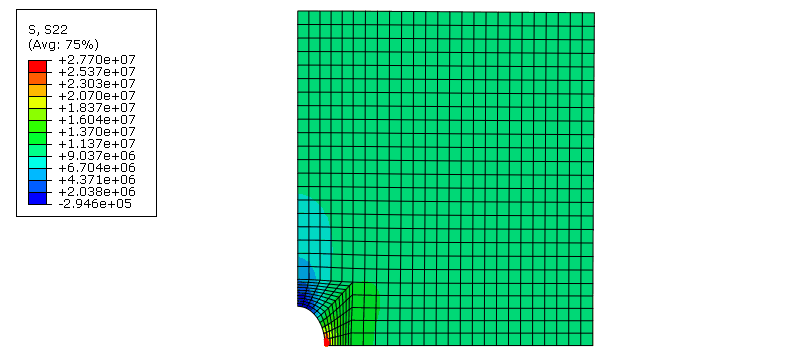 S, S22
(Avg: 75%)
+2.770e+07
+2.537e+07
+2.303e+07
+2.070e+07
+1.837e+07
+1.604e+07
+1.370e+07
+1.137e+07
+9.037e+06
+6.704e+06
+4.371e+06
+2.038e+06
-2.946e+05